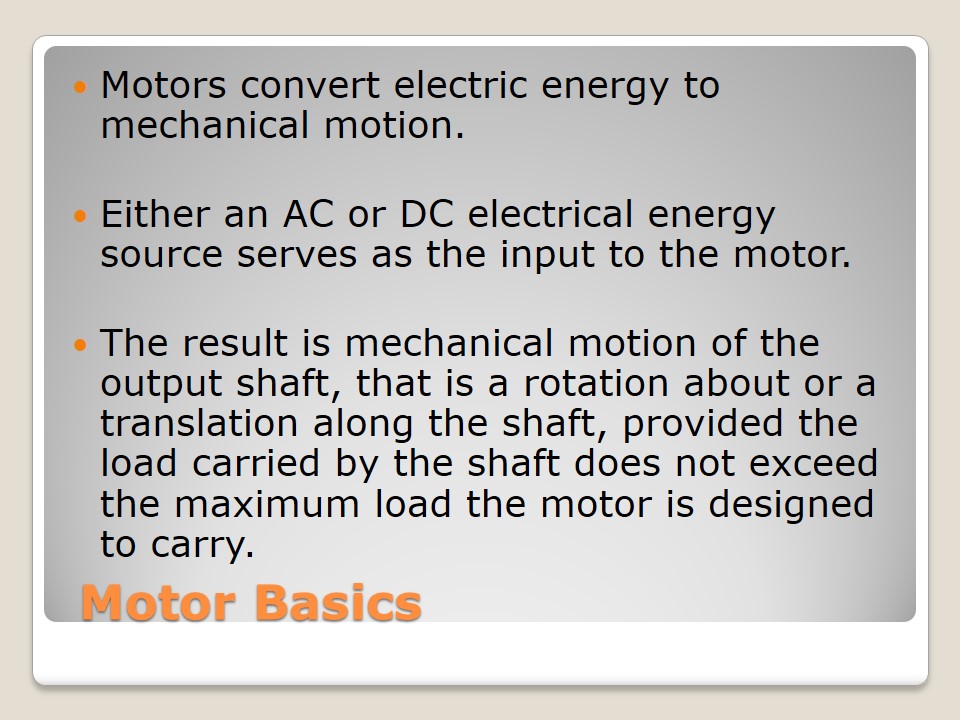 Motors convert electric energy to
mechanical motion.
Either an AC or DC electrical energy
source serves as the input to the motor.
The result is mechanical motion of the
output shaft, that is a rotation about or a
translation along the shaft, provided the
load carried by the shaft does not exceed
the maximum load the motor is designed
to carry.
Motor Basics